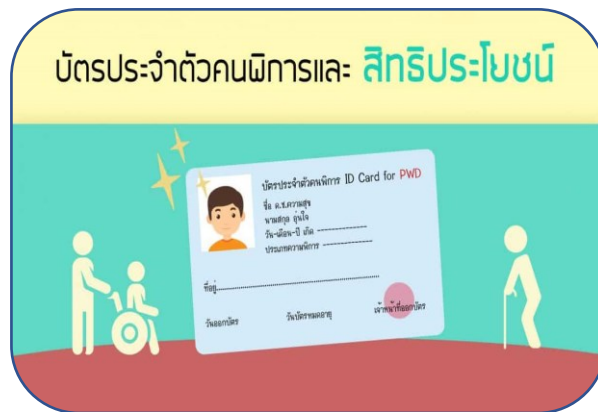 บัตรประจำตัวคนพิการและ สิทธิประโยชน์
บัตรประจำตัวคนพิการ ID Card for PWD
ชื่อ ด.ช.ความสุข
นามสกุล อุ่นใจ
วัน-เดือน-ปี เกิด ---------------
ประเภทความพิการ ---------------
ที่อยู่............................................................
วันออกบัตร วันบัตรหมดอายุ เจ้าหน้าที่ออกบัตร